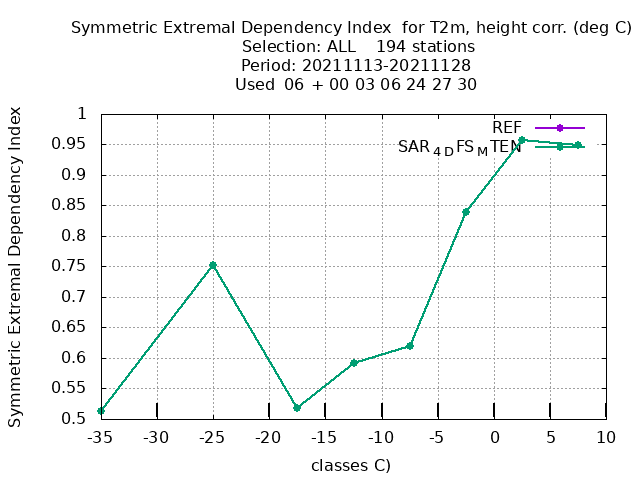 Symmetric Extremal Dependency Index  for T2m, height corr. (deg C)
Selection: ALL    194 stations
Period: 20211113-20211128
Used  06  + 00 03 06 24 27 30
Symmetric Extremal Dependency Index
1
0.95
0.9
0.85
0.8
0.75
0.7
0.65
0.6
0.55
0.5
REF
SAR4DFSMTEN
-35 -30 -25 -20 -15 -10 -5 0 5 10
classes C)